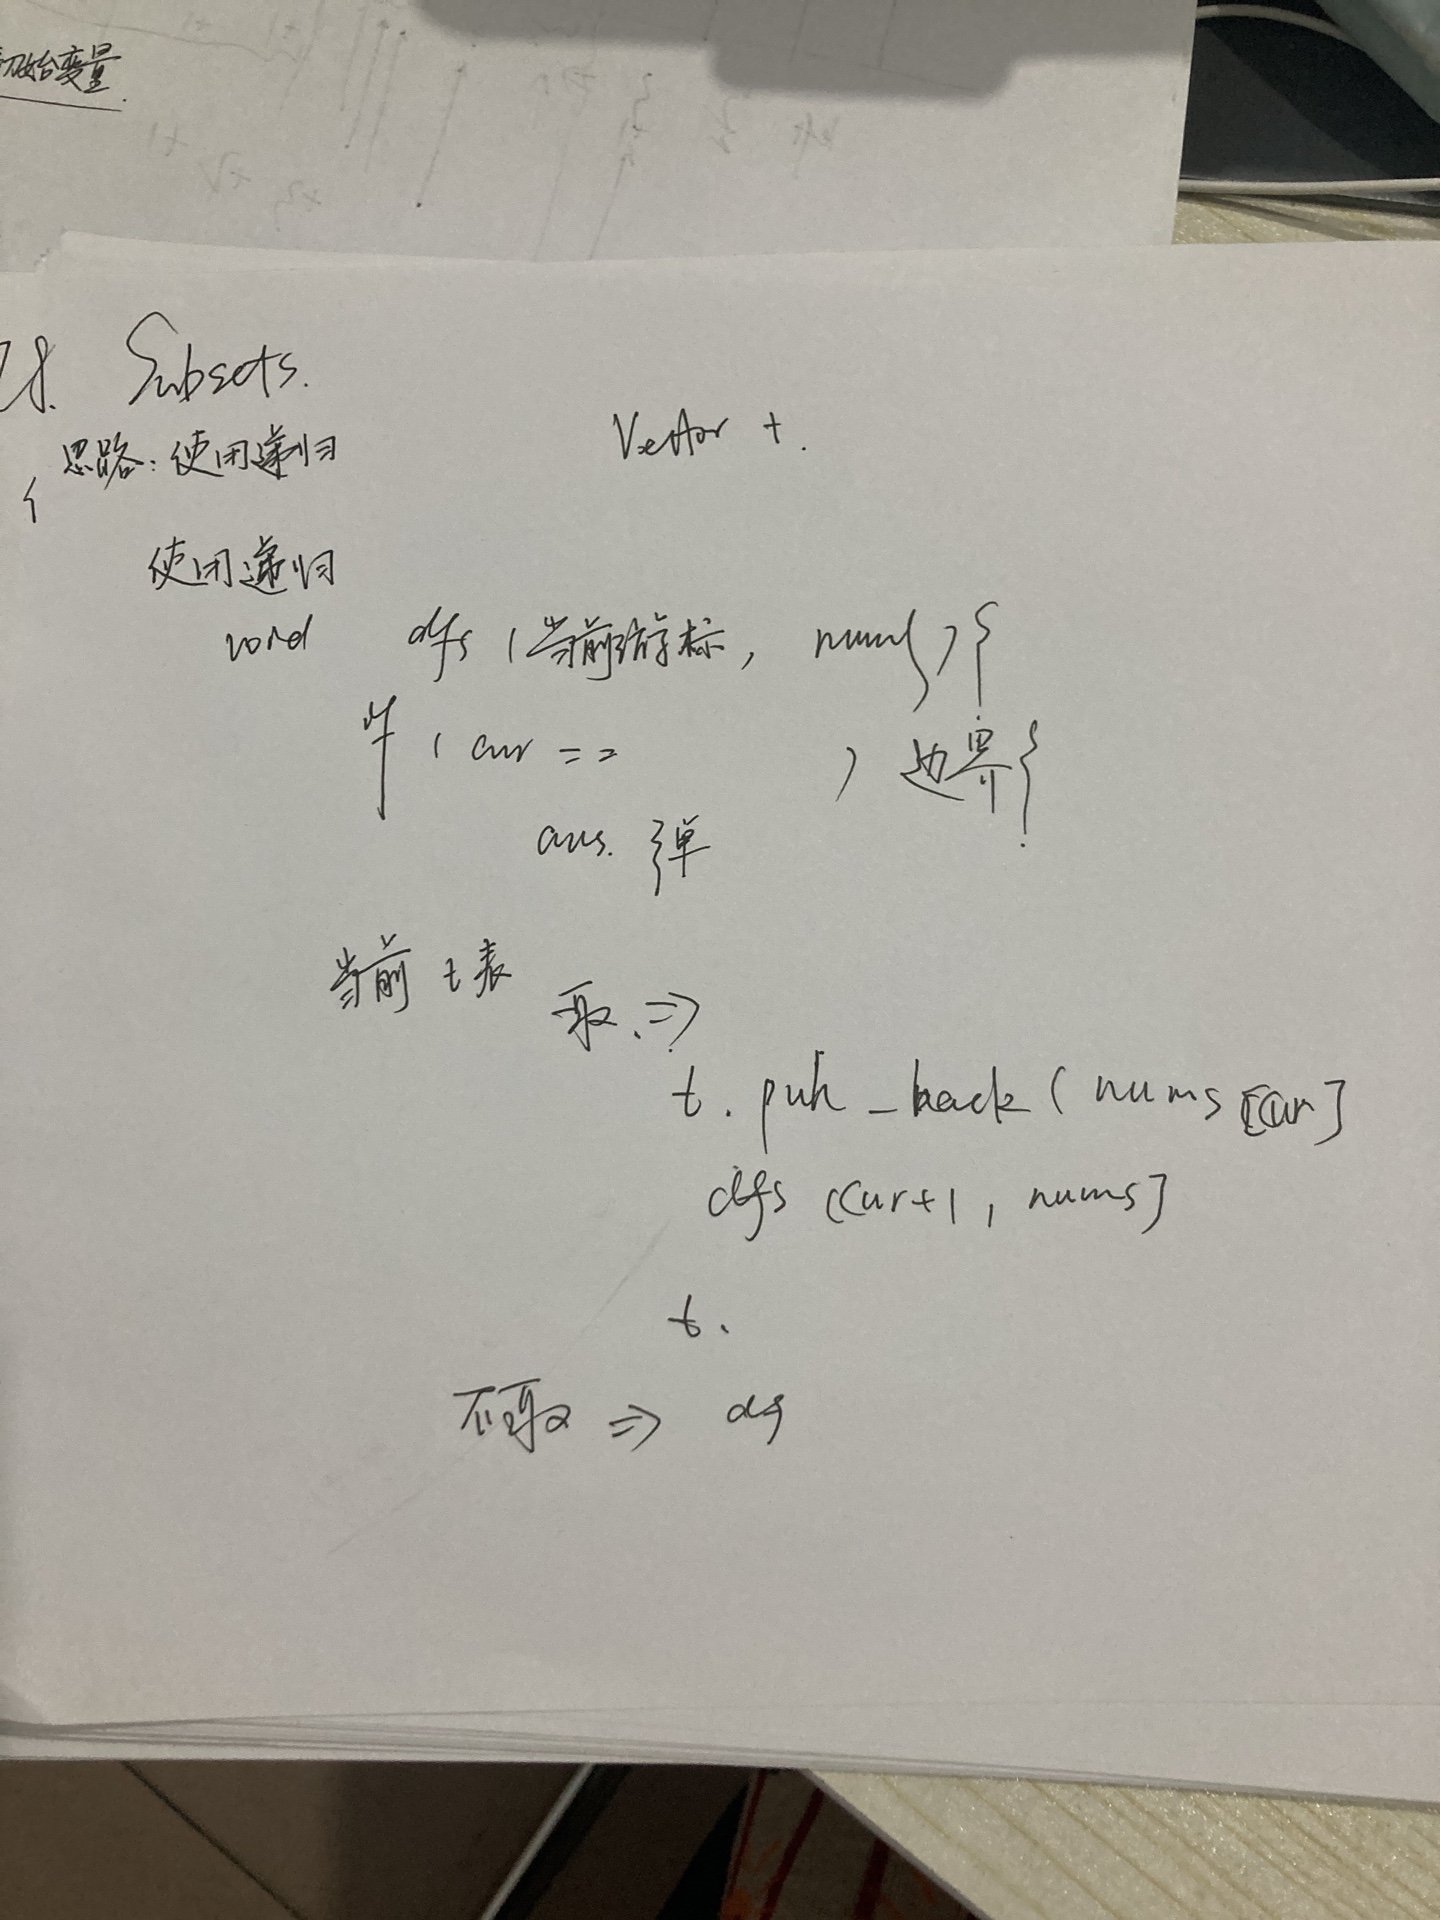 初始变量
78. Subsets.
Vector t.
思路:使用递归
使用递归
void dfs (当前游标, nums) {
if (cur == ) 边界 {
ans. 弹
当前 t表
取. =>
t. puh_back ( nums [cur]
dfs (cur+1, nums]
t.
不取 => df